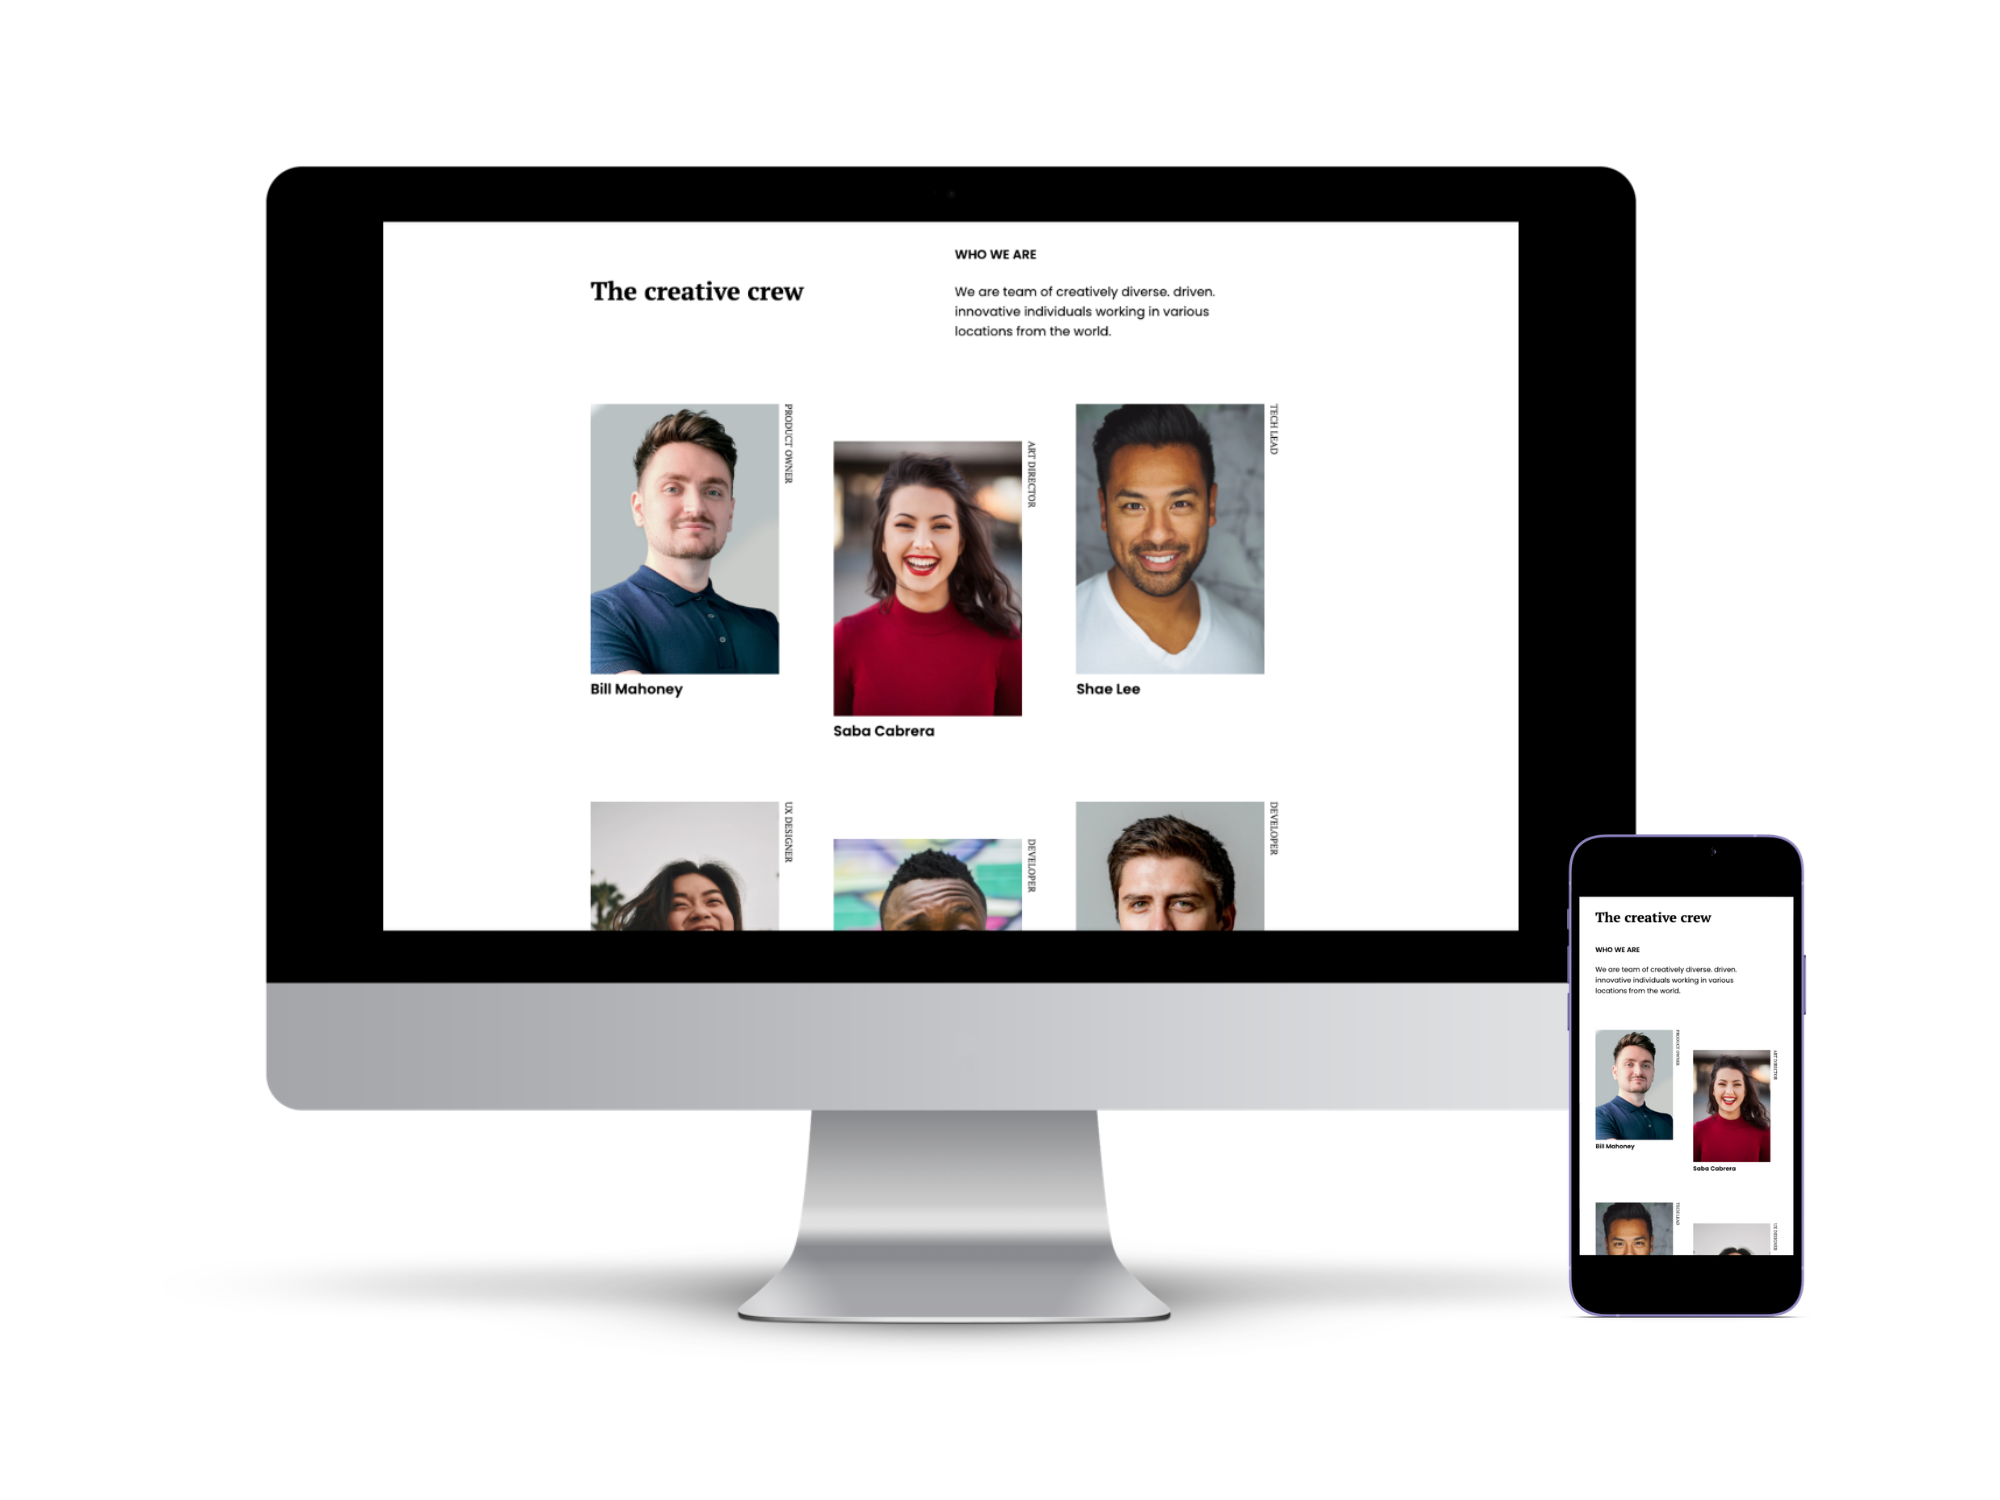 The creative crew
WHO WE ARE
We are team of creatively diverse. driven.
innovative individuals working in various
locations from the world.
PRODUCT OWNER
Bill Mahoney
ART DIRECTOR
Saba Cabrera
TECH LEAD
Shae Lee
UX DESIGNER
DEVELOPER
DEVELOPER
The creative crew
WHO WE ARE
We are team of creatively diverse. driven.
innovative individuals working in various
locations from the world.
PRODUCT OWNER
Bill Mahoney
ART DIRECTOR
Saba Cabrera
TECH LEAD
UX DESIGNER